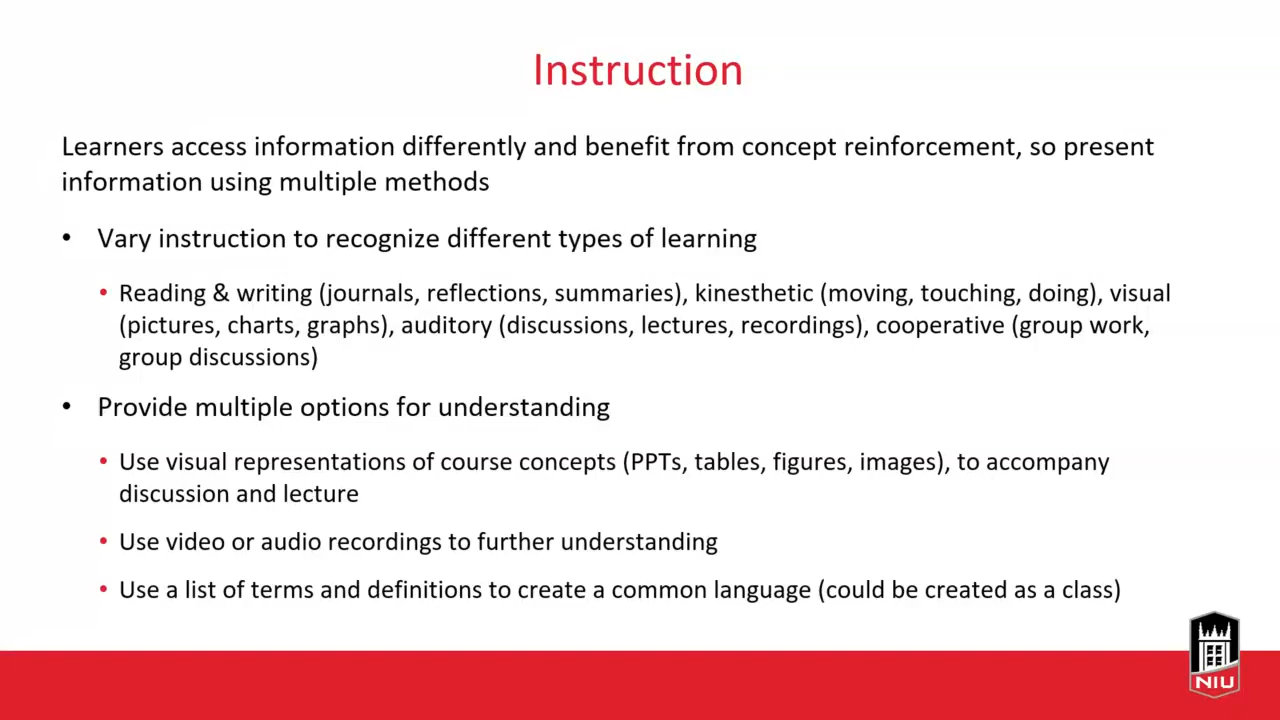 Instruction
Learners access information differently and benefit from concept reinforcement, so present
information using multiple methods
• Vary instruction to recognize different types of learning
• Reading & writing (journals, reflections, summaries), kinesthetic (moving, touching, doing), visual
(pictures, charts, graphs), auditory (discussions, lectures, recordings), cooperative (group work,
group discussions)
• Provide multiple options for understanding
• Use visual representations of course concepts (PPTs, tables, figures, images), to accompany
discussion and lecture
• Use video or audio recordings to further understanding
• Use a list of terms and definitions to create a common language (could be created as a class)
NIU